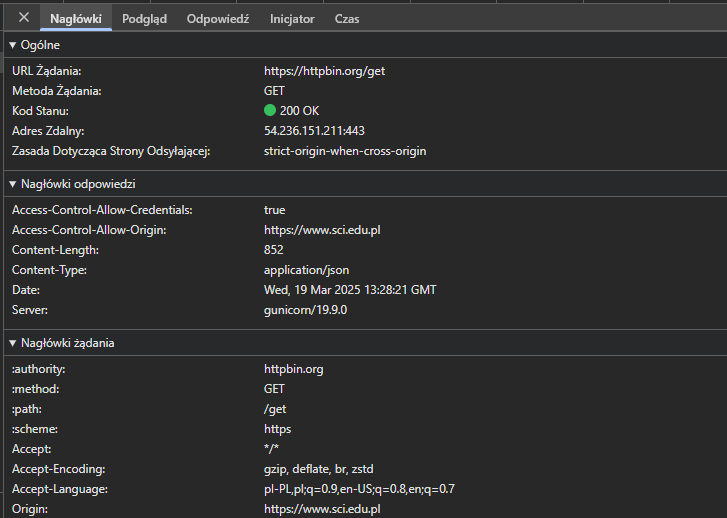 Nagłówki Podgląd Odpowiedź Inicjator Czas
Ogólne
URL Żądania: https://httpbin.org/get
Metoda Żądania: GET
Kod Stanu: 200 OK
Adres Zdalny: 54.236.151.211:443
Zasada Dotycząca Strony Odsyłającej: strict-origin-when-cross-origin
Nagłówki odpowiedzi
Access-Control-Allow-Credentials: true
Access-Control-Allow-Origin: https://www.sci.edu.pl
Content-Length: 852
Content-Type: application/json
Date: Wed, 19 Mar 2025 13:28:21 GMT
Server: gunicorn/19.9.0
Nagłówki żądania
:authority: httpbin.org
:method: GET
:path: /get
:scheme: https
Accept: */*
Accept-Encoding: gzip, deflate, br, zstd
Accept-Language: pl-PL,pl;q=0.9,en-US;q=0.8,en;q=0.7
Origin: https://www.sci.edu.pl